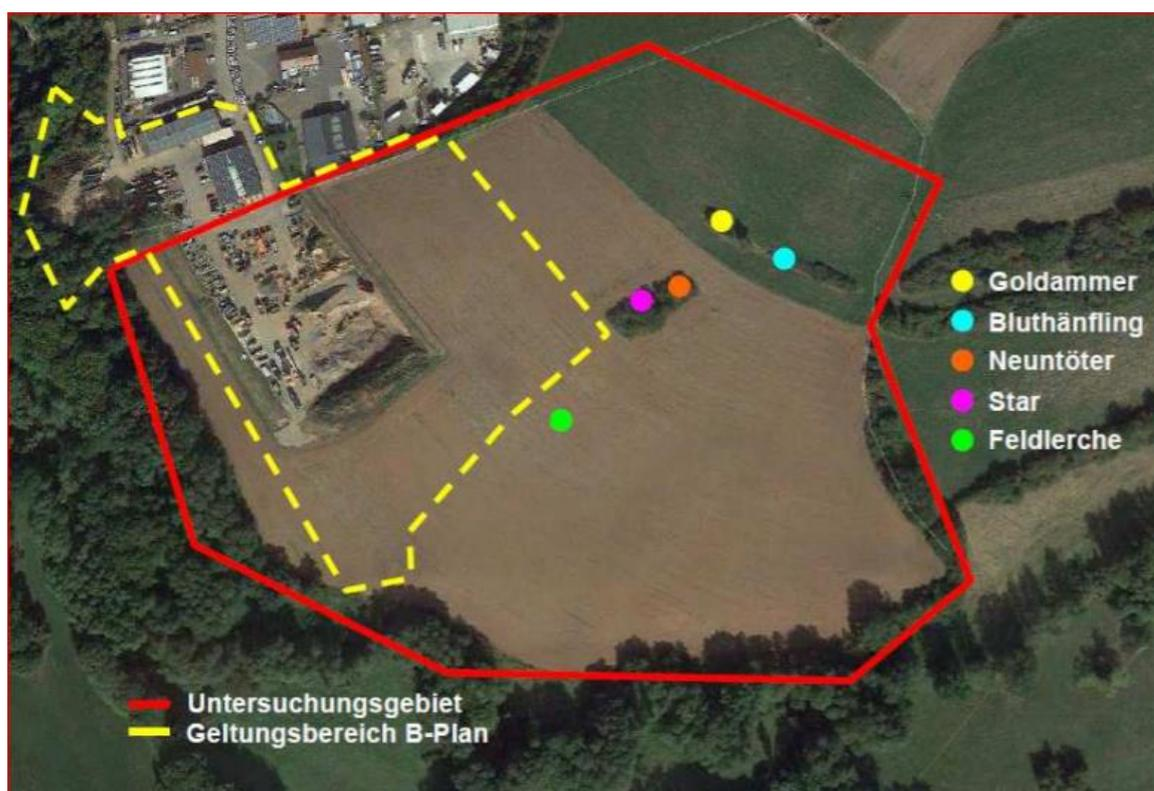 Goldammer
Bluthänfling
Neuntöter
Star
Feldlerche
Untersuchungsgebiet
Geltungsbereich B-Plan